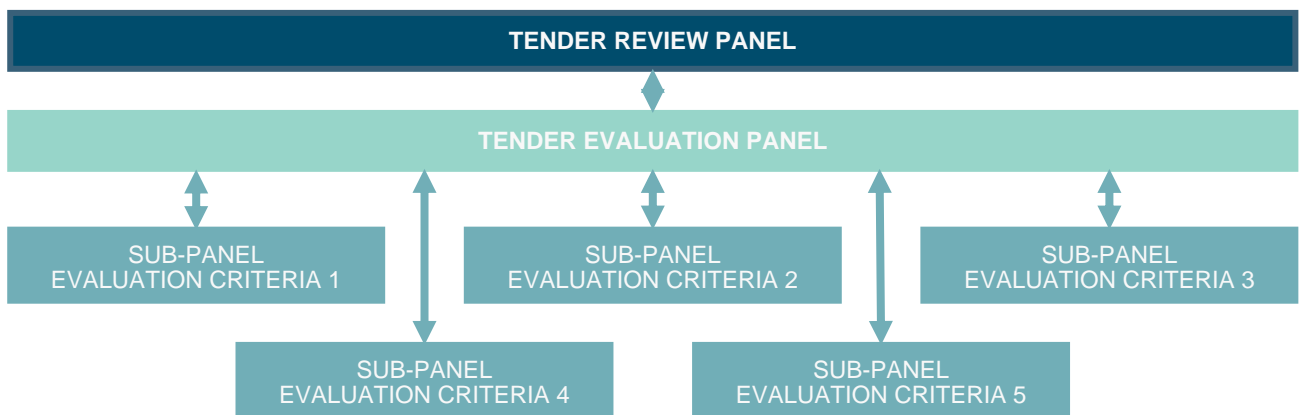 TENDER REVIEW PANEL
TENDER EVALUATION PANEL
SUB-PANEL
EVALUATION CRITERIA 1
SUB-PANEL
EVALUATION CRITERIA 2
SUB-PANEL
EVALUATION CRITERIA 3
SUB-PANEL
EVALUATION CRITERIA 4
SUB-PANEL
EVALUATION CRITERIA 5